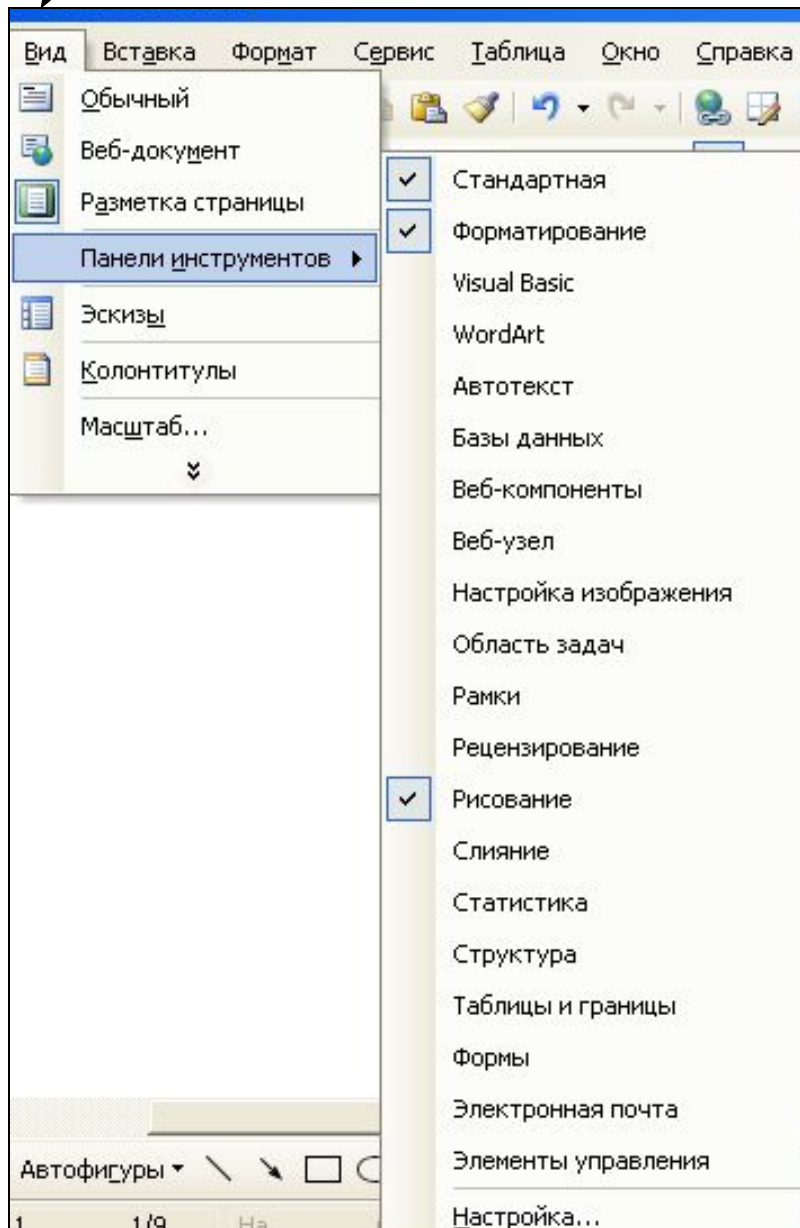 Вид Вставка Формат Сервис Таблица Окно Справка
Обычный
Веб-документ
Разметка страницы
Панели инструментов
Эскизы
Колонтитулы
Масштаб...
Стандартная
Форматирование
Visual Basic
WordArt
Автотекст
Базы данных
Веб-компоненты
Веб-узел
Настройка изображения
Область задач
Рамки
Рецензирование
Рисование
Слияние
Статистика
Структура
Таблицы и границы
Формы
Электронная почта
Элементы управления
Настройка...
Автофигуры
1 1/9 На